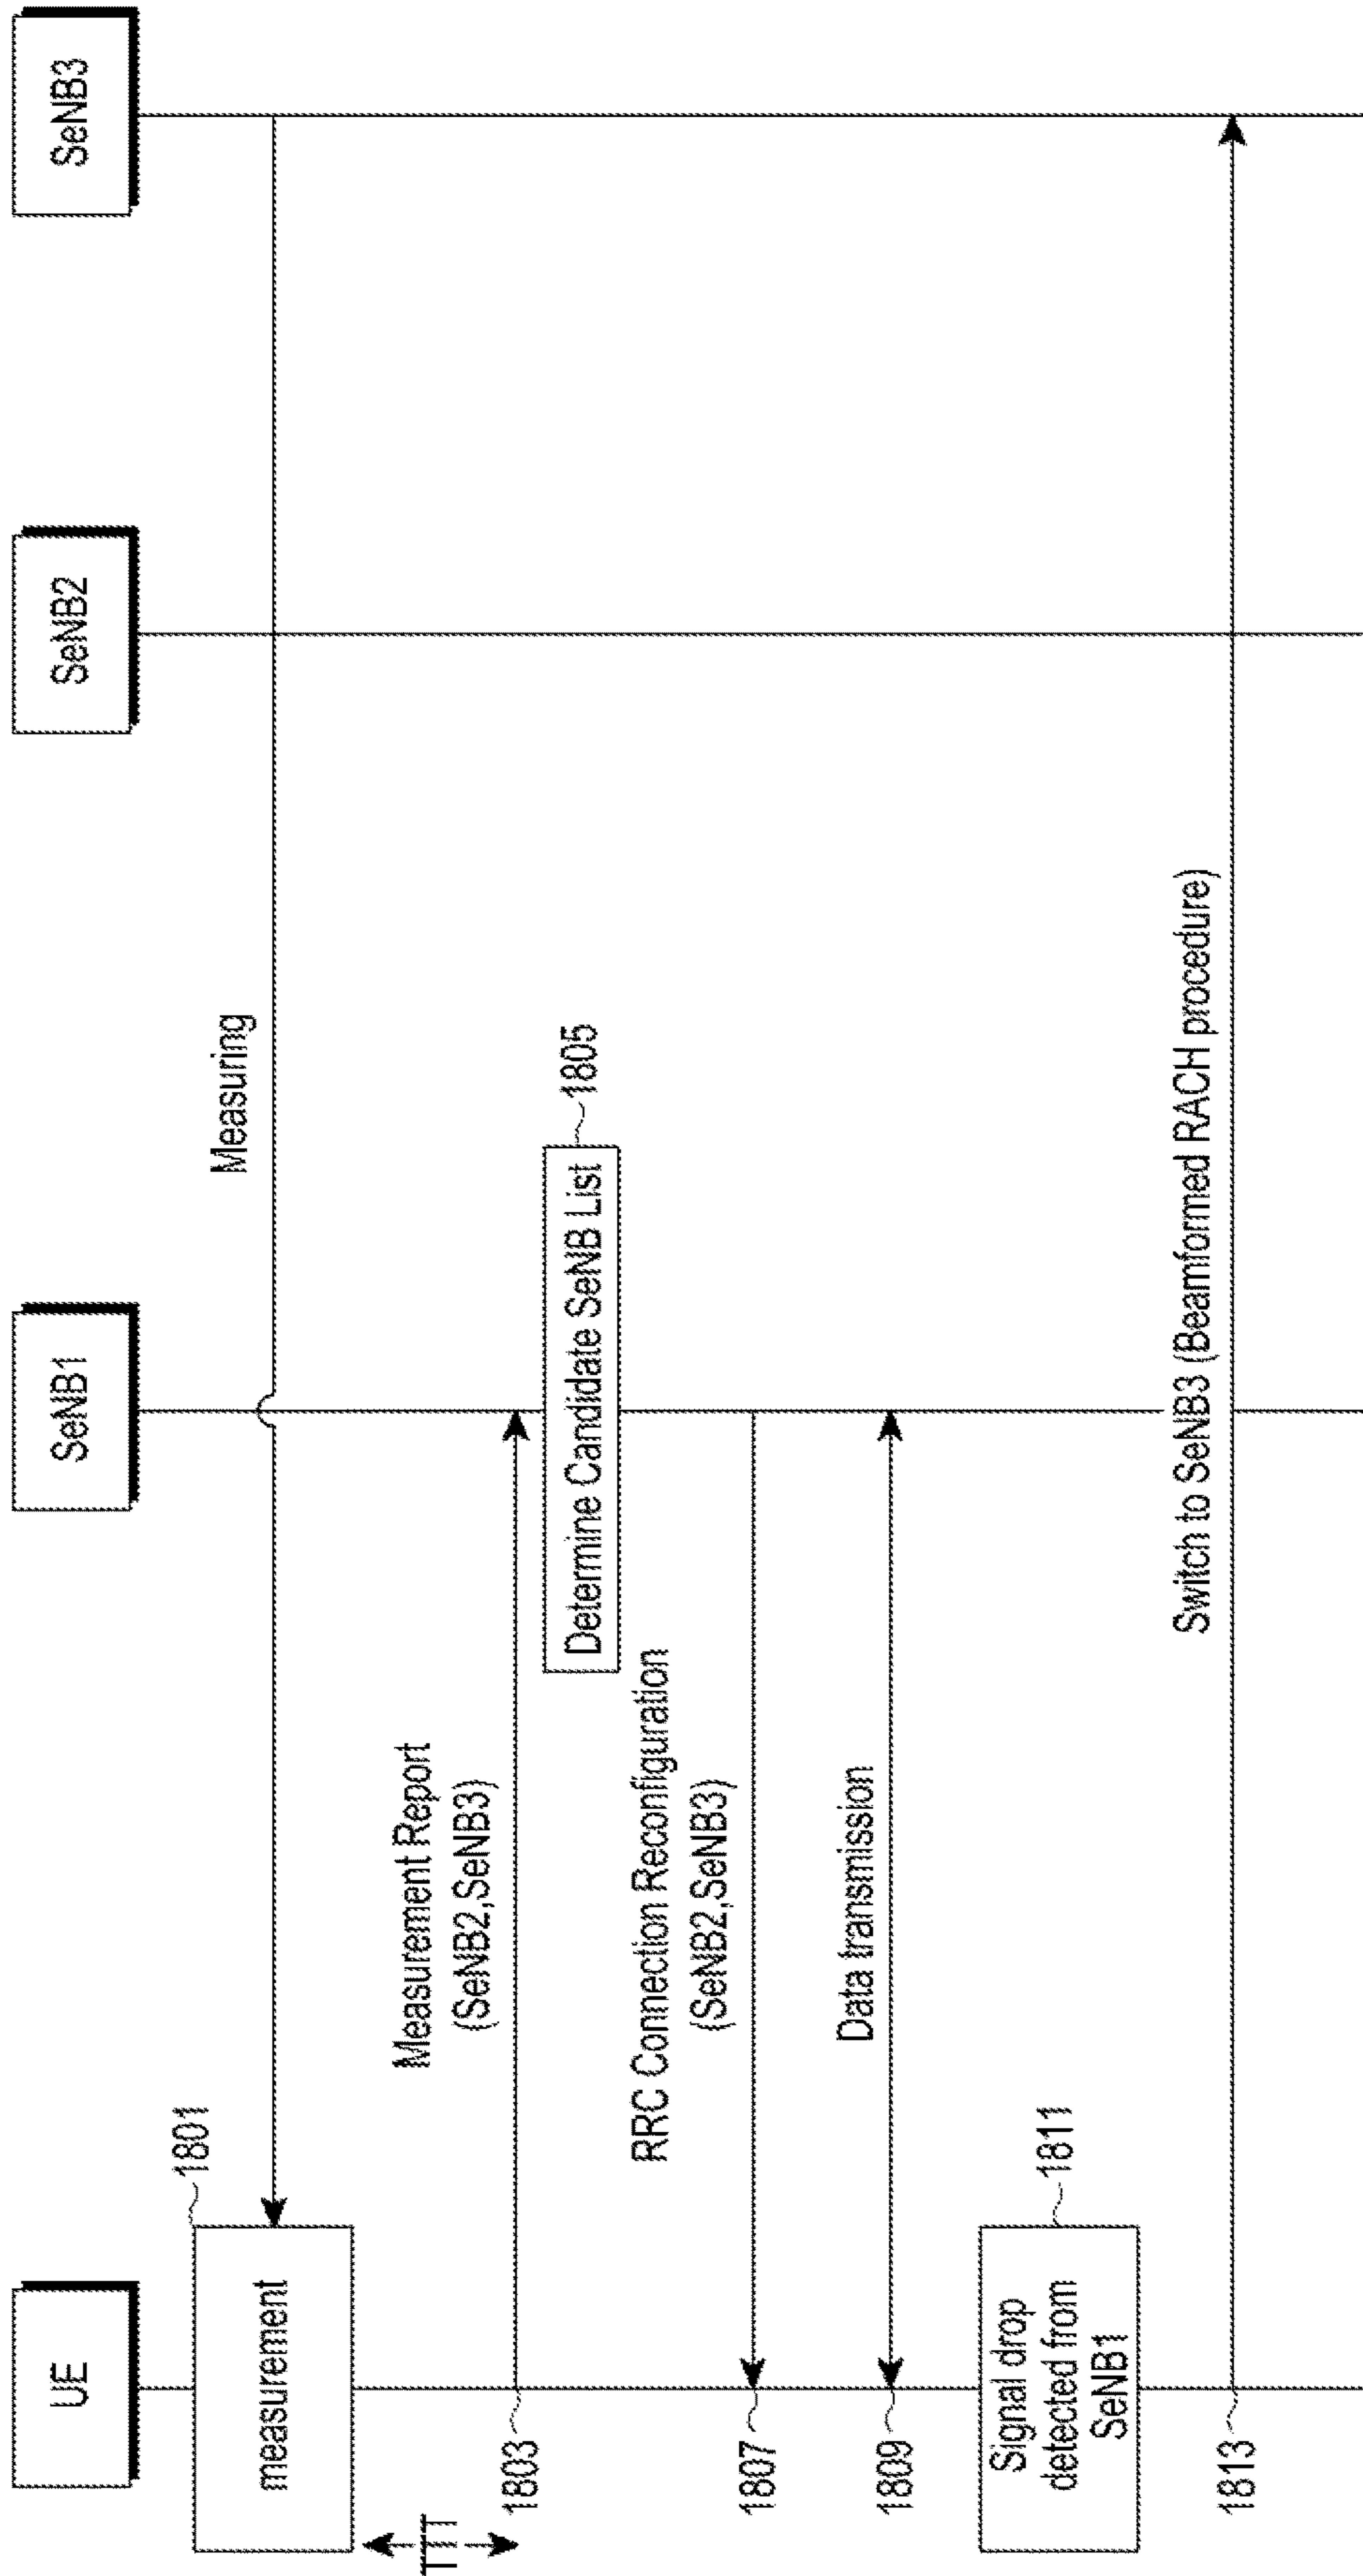 UE
SeNB1
SeNB2
SeNB3
measurement
1801
Measuring
TTT
Measurement Report
(SeNB2,SeNB3)
1803
Determine Candidate SeNB List
1805
RRC Connection Reconfiguration
(SeNB2,SeNB3)
1807
Data transmission
1809
Signal drop
detected from
SeNB1
1811
Switch to SeNB3 (Beamformed RACH procedure)
1813